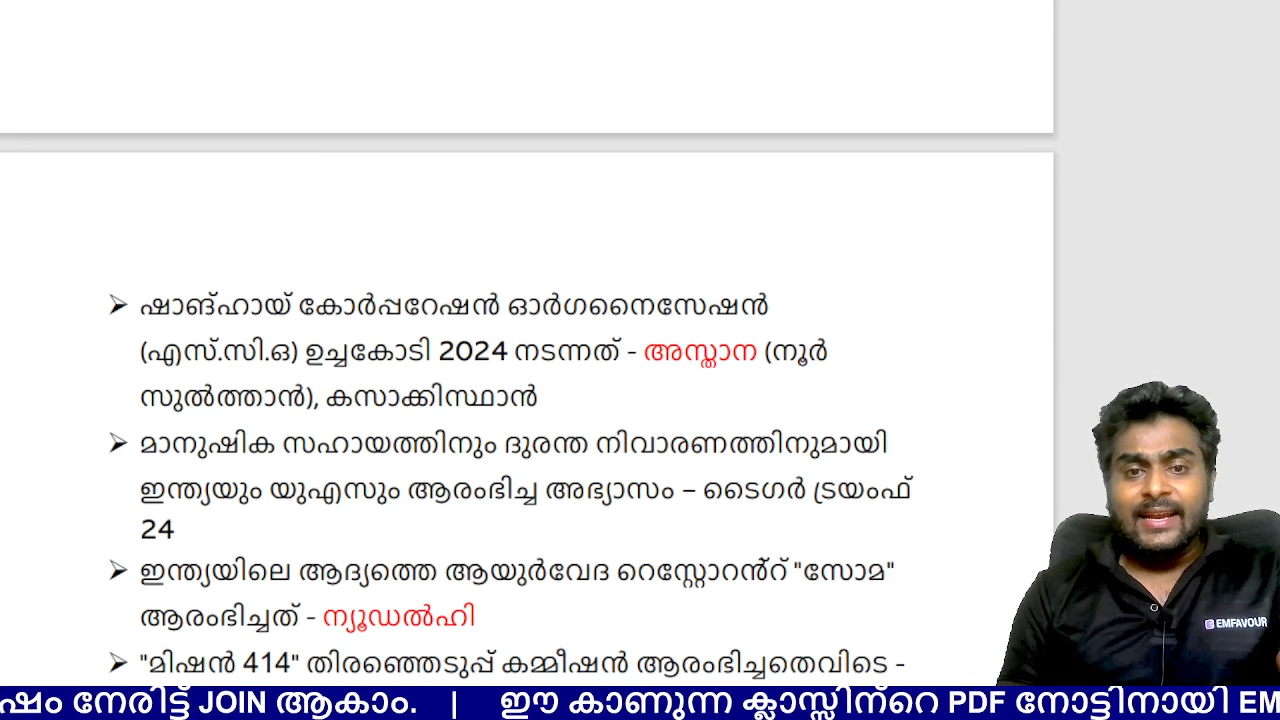 ഷാങ്ഹായ് കോർപ്പറേഷൻ ഓർഗനൈസേഷൻ
(എസ്.സി.ഒ) ഉച്ചകോടി 2024 നടന്നത് - അസ്താന (നൂർ
സുൽത്താൻ), കസാക്കിസ്ഥാൻ
മാനുഷിക സഹായത്തിനും ദുരന്ത നിവാരണത്തിനുമായി
ഇന്ത്യയും യുഎസും ആരംഭിച്ച അഭ്യാസം – ടൈഗർ ട്രയംഫ്
24
ഇന്ത്യയിലെ ആദ്യത്തെ ആയുർവേദ റെസ്റ്റോറൻ്റ് "സോമ"
ആരംഭിച്ചത് - ന്യൂഡൽഹി
"മിഷൻ 414" തിരഞ്ഞെടുപ്പ് കമ്മീഷൻ ആരംഭിച്ചതെവിടെ -
EMFAVOUR
ഷം നേരിട്ട് JOIN ആകാം. | ഈ കാണുന്ന ക്ലാസ്സിന്റെ PDF നോട്ടിനായി EM